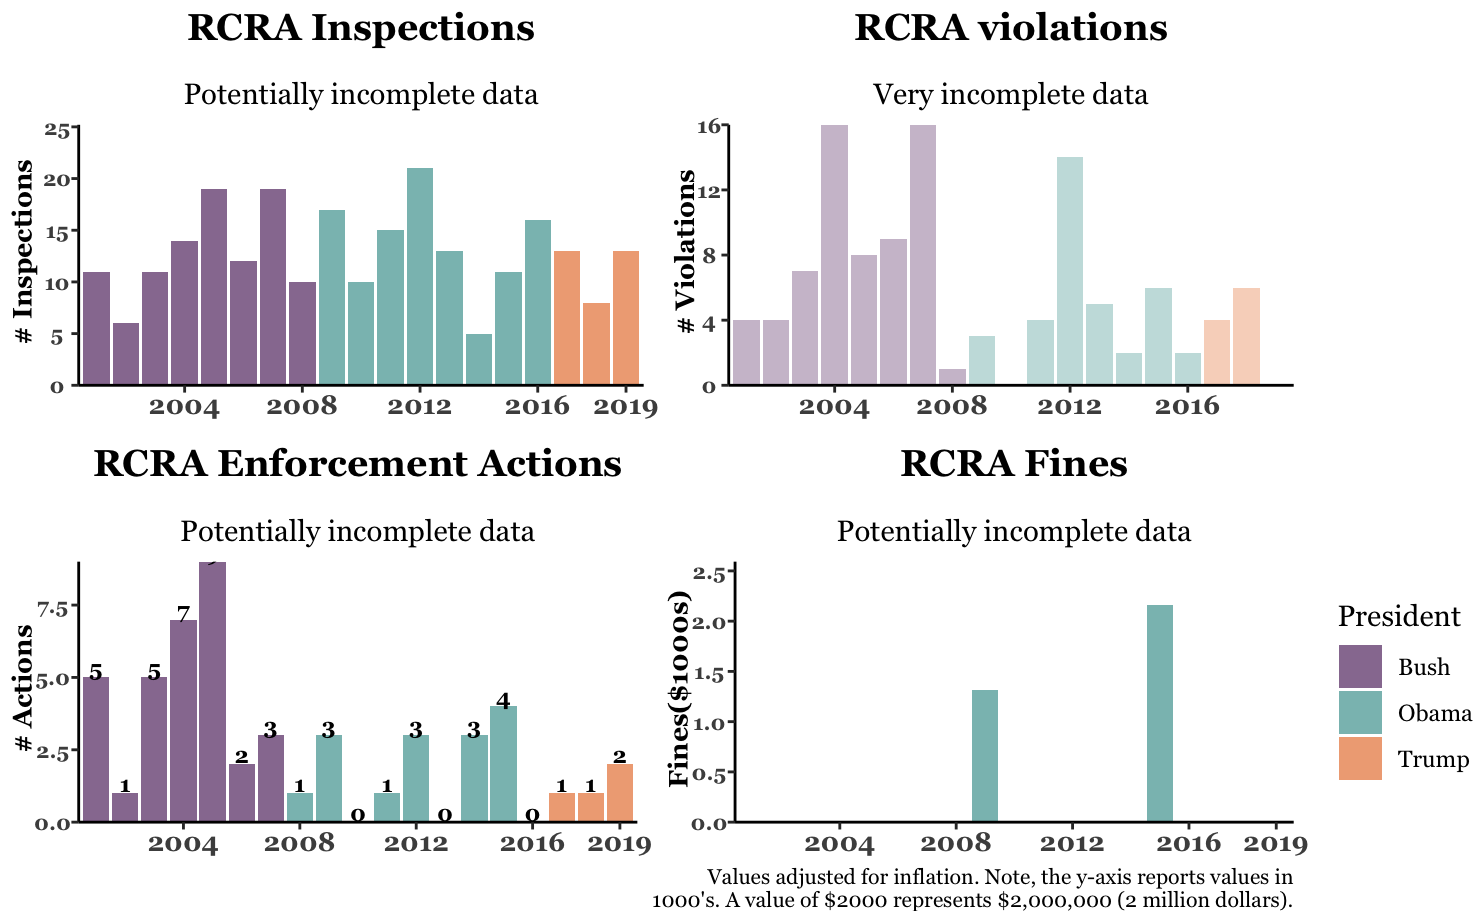 RCRA Inspections
Potentially incomplete data
# Inspections
25
20
15
10
5
0
2004 2008 2012 2016 2019
RCRA violations
Very incomplete data
# Violations
16
12
8
4
0
2004 2008 2012 2016
RCRA Enforcement Actions
Potentially incomplete data
# Actions
7.5
5.0
2.5
0.0
5 1 5 7 2 3 1 3 0 1 3 0 3 4 0 1 1 2
2004 2008 2012 2016 2019
RCRA Fines
Potentially incomplete data
Fines($1000s)
2.5
2.0
1.5
1.0
0.5
0.0
2004 2008 2012 2016 2019
President
Bush
Obama
Trump
Values adjusted for inflation. Note, the y-axis reports values in
1000's. A value of $2000 represents $2,000,000 (2 million dollars).